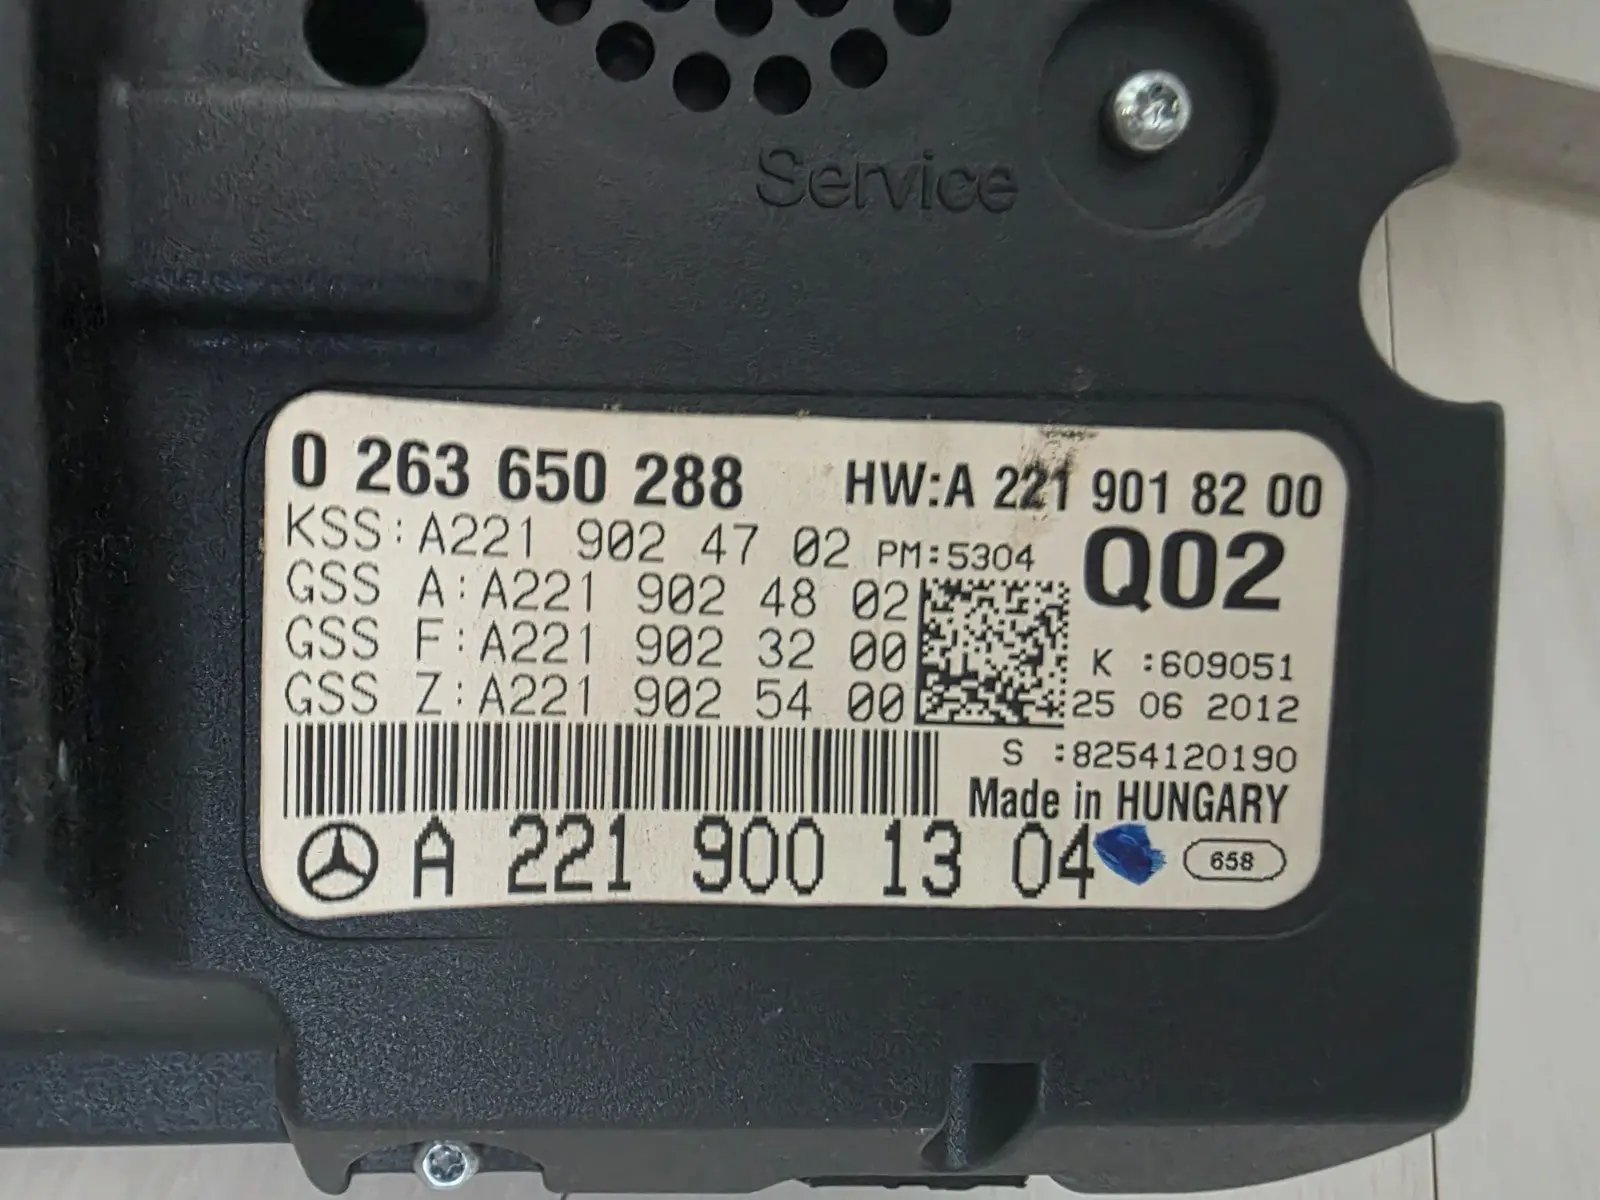 Service
0 263 650 288 HW:A 221 901 82 00
KSS:A221 902 47 02 PM:5304 Q02
GSS A:A221 902 48 02
GSS F:A221 902 32 00 K :609051
GSS Z:A221 902 54 00 25 06 2012
S :8254120190
Made in HUNGARY
A 221 900 13 04 658